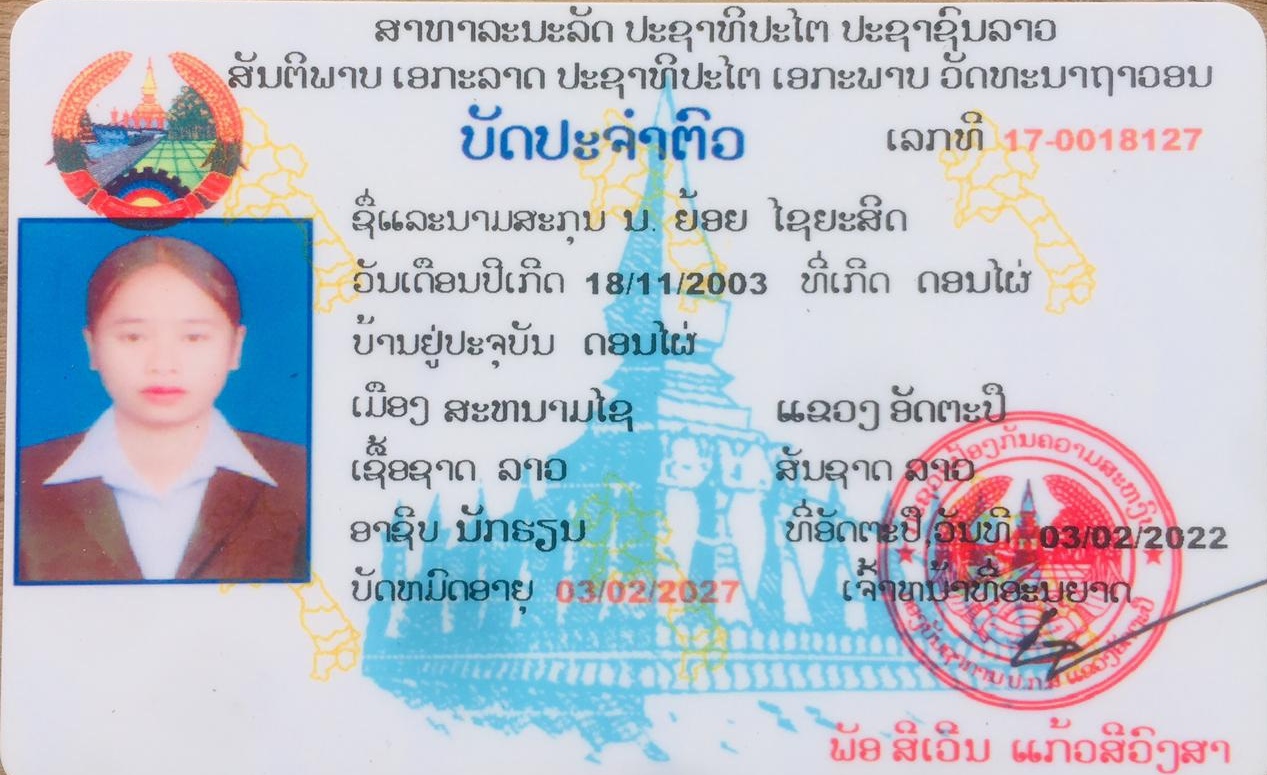 ສາທາລະນະລັດ ປະຊາທິປະໄຕ ປະຊາຊົນລາວ
ສັນຕິພາບ ເອກະລາດ ປະຊາທິປະໄຕ ເອກະພາບ ວັດທະນາຖາວອນ
ບັດປະຈຳຕົວ ເລກທີ 17-0018127
ຊື່ແລະນາມສະກຸນ ນ. ຍ້ອຍ ໄຊຍະສິດ
ວັນເດືອນປີເກີດ 18/11/2003 ທີ່ເກີດ ດອນໄຜ່
ບ້ານຢູ່ປະຈຸບັນ ດອນໄຜ່
ເມືອງ ສະຫນາມໄຊ ແຂວງ ອັດຕະປື
ເຊື້ອຊາດ ລາວ ສັນຊາດ ລາວ
ອາຊີບ ນັກຮຽນ ທີ່ອັດຕະປື,ວັນທີ 03/02/2022
ບັດຫມົດອາຍຸ 03/02/2027 ເຈົ້າຫນ້າທີ່ອະນຸຍາດ
ພັອ ສີເວີນ ແກ້ວສີວົງສາ